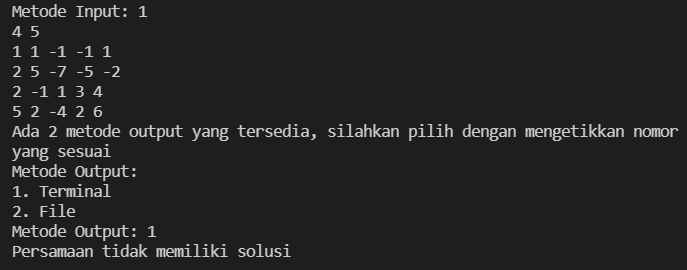 Metode Input: 1
4 5
1 1 -1 -1 1
2 5 -7 -5 -2
2 -1 1 3 4
5 2 -4 2 6
Ada 2 metode output yang tersedia, silahkan pilih dengan mengetikkan nomor
yang sesuai
Metode Output:
1. Terminal
2. File
Metode Output: 1
Persamaan tidak memiliki solusi